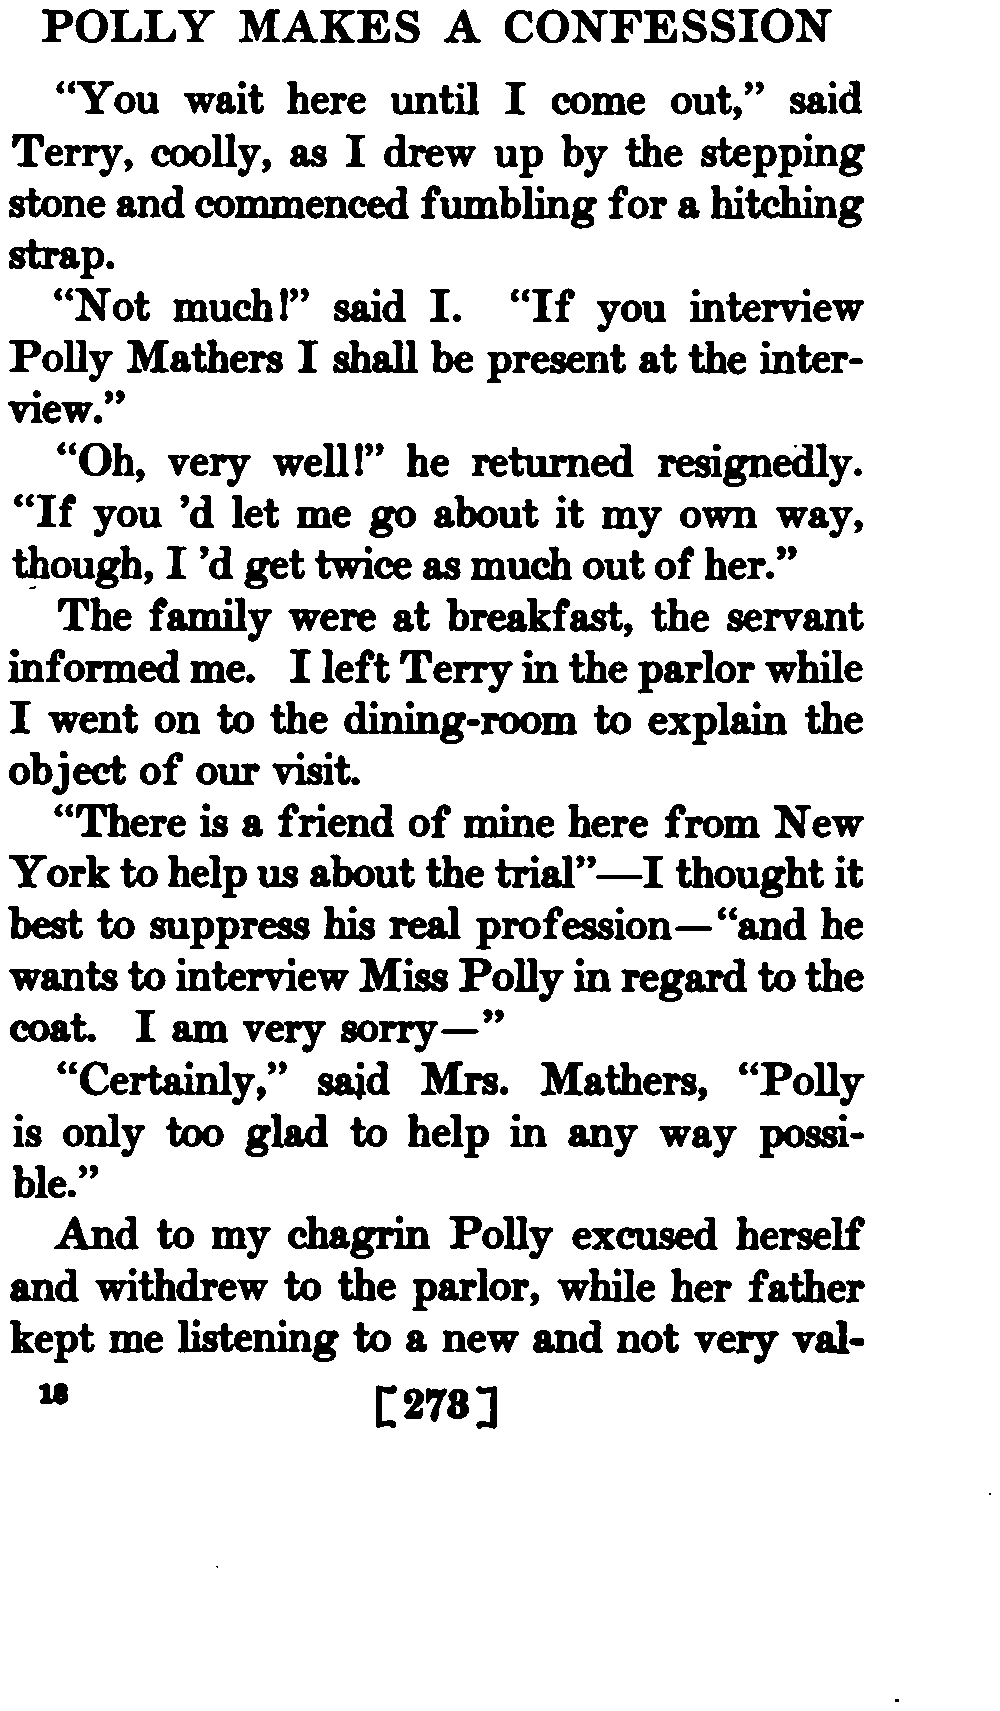 POLLY MAKES A CONFESSION
“You wait here until I come out,” said
Terry, coolly, as I drew up by the stepping
stone and commenced fumbling for a hitching
strap.
“Not much!” said I. “If you interview
Polly Mathers I shall be present at the inter-
view.”
“Oh, very well!” he returned resignedly.
“If you ’d let me go about it my own way,
though, I ’d get twice as much out of her.”
The family were at breakfast, the servant
informed me. I left Terry in the parlor while
I went on to the dining-room to explain the
object of our visit.
“There is a friend of mine here from New
York to help us about the trial”—I thought it
best to suppress his real profession—“and he
wants to interview Miss Polly in regard to the
coat. I am very sorry—”
“Certainly,” said Mrs. Mathers, “Polly
is only too glad to help in any way possi-
ble.”
And to my chagrin Polly excused herself
and withdrew to the parlor, while her father
kept me listening to a new and not very val-
18 [273]